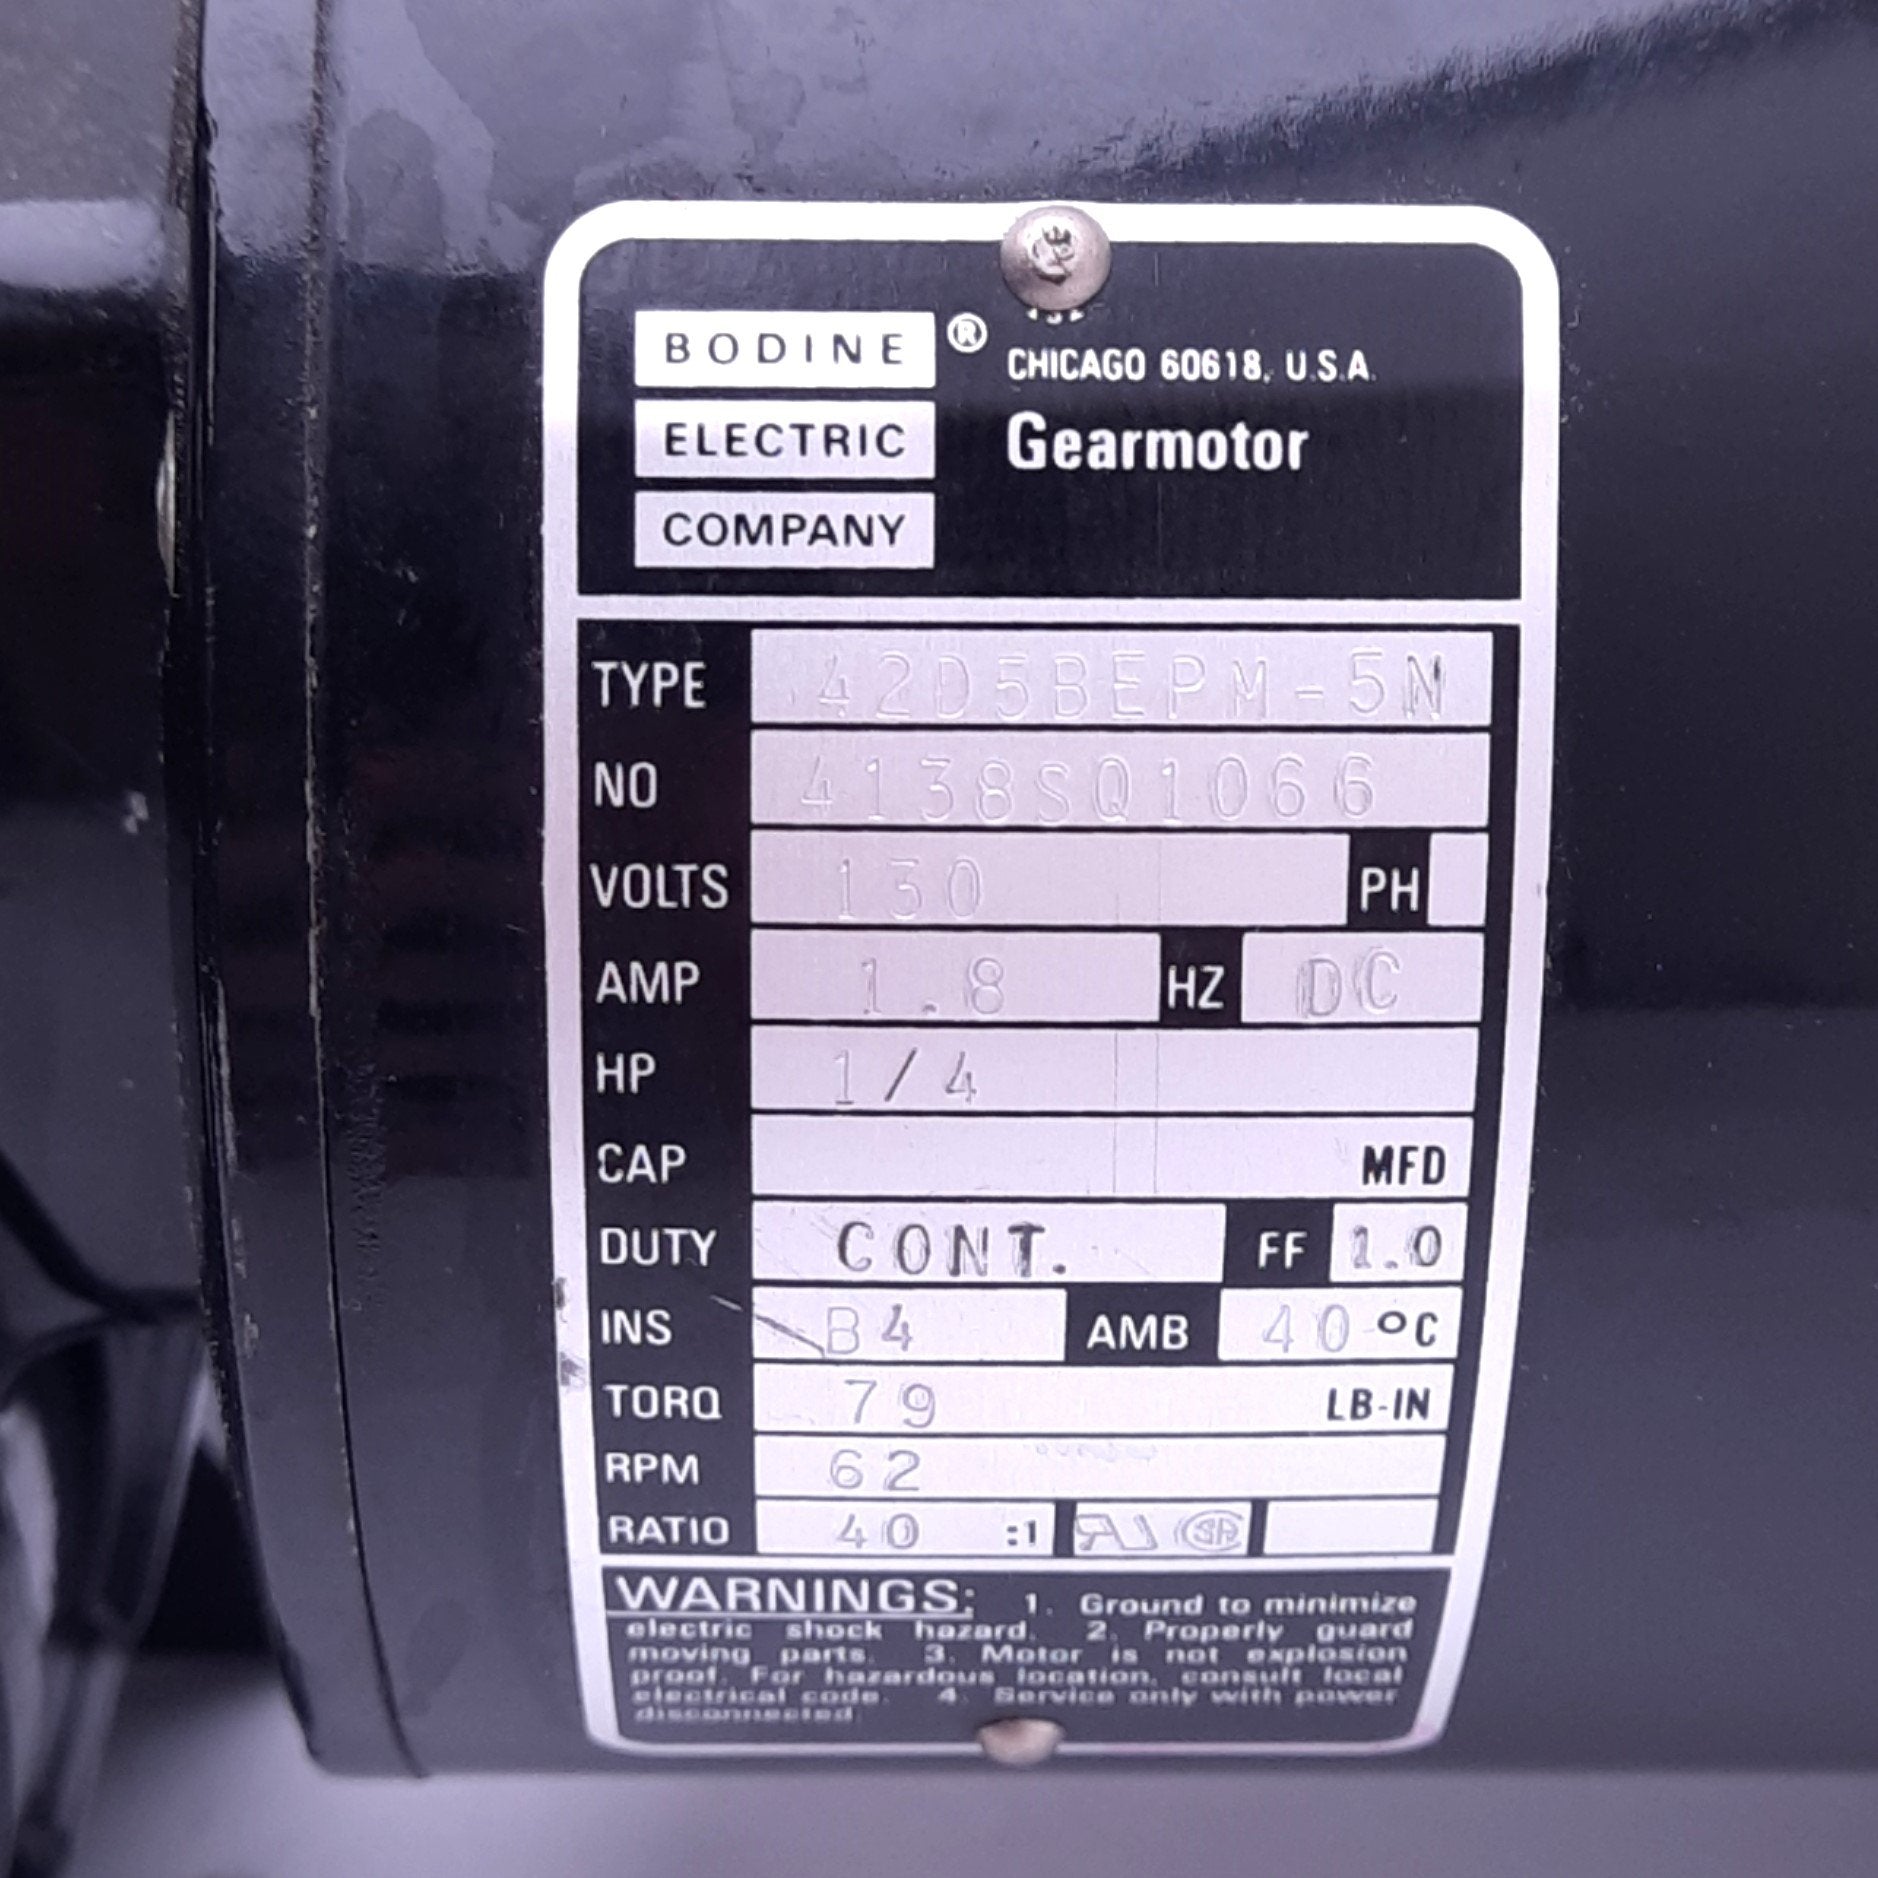 BODINE ® CHICAGO 60618, U.S.A.
ELECTRIC Gearmotor
COMPANY
TYPE 42D5BEPM-5N
NO 4138SQ1066
VOLTS 130 PH
AMP 1.8 HZ DC
HP 1/4
CAP MFD
DUTY CONT. FF 1.0
INS B4 AMB 40 °C
TORQ 79 LB-IN
RPM 62
RATIO 40 :1 SA
WARNINGS: 1. Ground to minimize
electric shock hazard. 2. Properly guard
moving parts. 3. Motor is not explosion
proof. For hazardous location, consult local
electrical code. 4. Service only with power
disconnected.